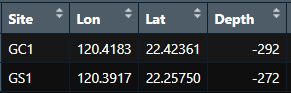 Site Lon Lat Depth
GC1 120.4183 22.42361 -292
GS1 120.3917 22.25750 -272